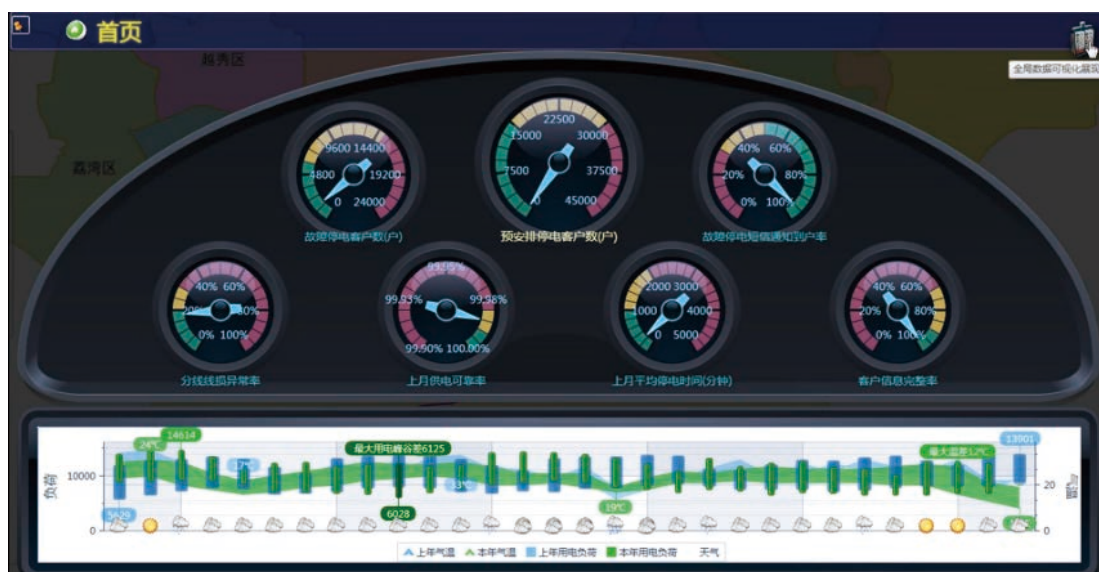 首页
越秀区
全局数据可视化展现
荔湾区
0 4800 9600 14400 19200 24000
故障停电客户数(户)
0 7500 15000 22500 30000 37500 45000
预安排停电客户数(户)
0% 20% 40% 60% 80% 100%
故障停电短信通知到户率
0% 20% 40% 60% 80% 100%
分线线损异常率
99.90% 99.93% 99.95% 99.98% 100.00%
上月供电可靠率
0 1000 2000 3000 4000 5000
上月平均停电时间(分钟)
0% 20% 40% 60% 80% 100%
客户信息完整率
14614
24℃
17℃
最大用电峰谷差6125
13℃
最大温差12℃
13901
负荷
10000
0
5629
6028
19℃
20
0
上年气温 本年气温 上年用电负荷 本年用电负荷 天气